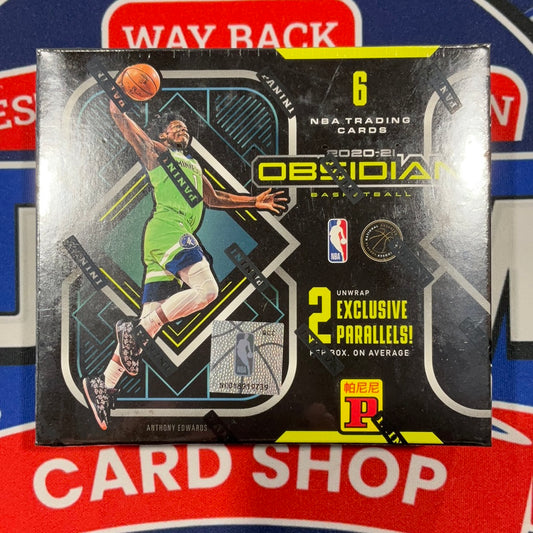 WAY BACK
6
NBA TRADING
CARDS
2020-21
OBSIDIAN
BASKETBALL
NBA
UNWRAP
2 EXCLUSIVE
PARALLELS!
PER BOX, ON AVERAGE
帕尼尼
P
PANINI
ANTHONY EDWARDS
CARD SHOP